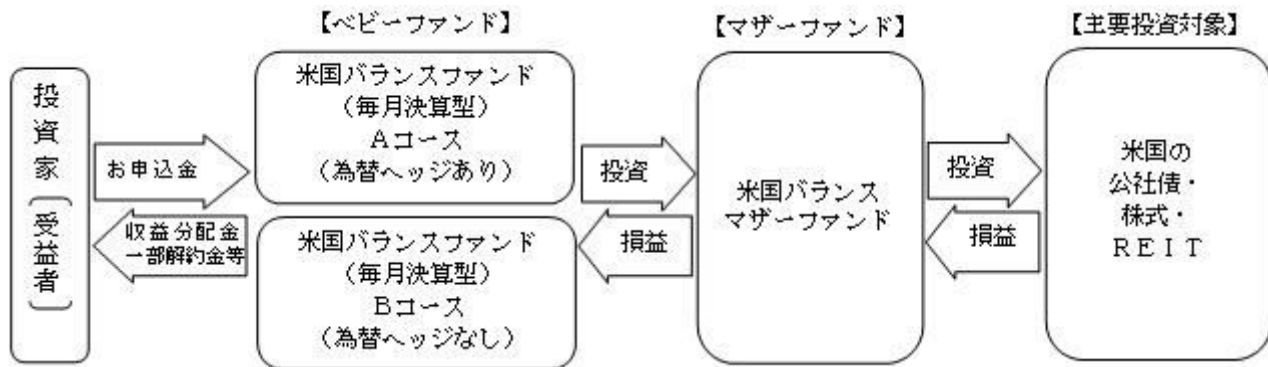 【ベビーファンド】
【マザーファンド】
【主要投資対象】
投資家
〔受益者〕
お申込金
収益分配金
一部解約金等
米国バランスファンド
（毎月決算型）
Aコース
（為替ヘッジあり）
米国バランスファンド
（毎月決算型）
Bコース
（為替ヘッジなし）
投資
損益
米国バランス
マザーファンド
投資
損益
米国の
公社債・
株式・
ＲＥＩＴ